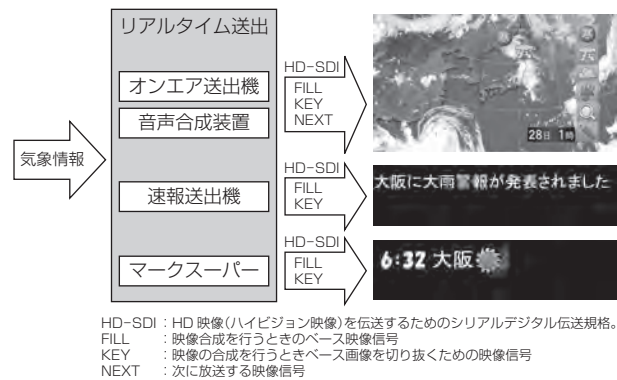 リアルタイム送出
オンエア送出機
音声合成装置
速報送出機
マークスーパー
気象情報
HD-SDI
FILL
KEY
NEXT
28日 1時
HD-SDI
FILL
KEY
大阪に大雨警報が発表されました
HD-SDI
FILL
KEY
6:32 大阪
HD-SDI : HD 映像(ハイビジョン映像)を伝送するためのシリアルデジタル伝送規格。
FILL : 映像合成を行うときのベース映像信号
KEY : 映像の合成を行うときベース画像を切り抜くための映像信号
NEXT : 次に放送する映像信号